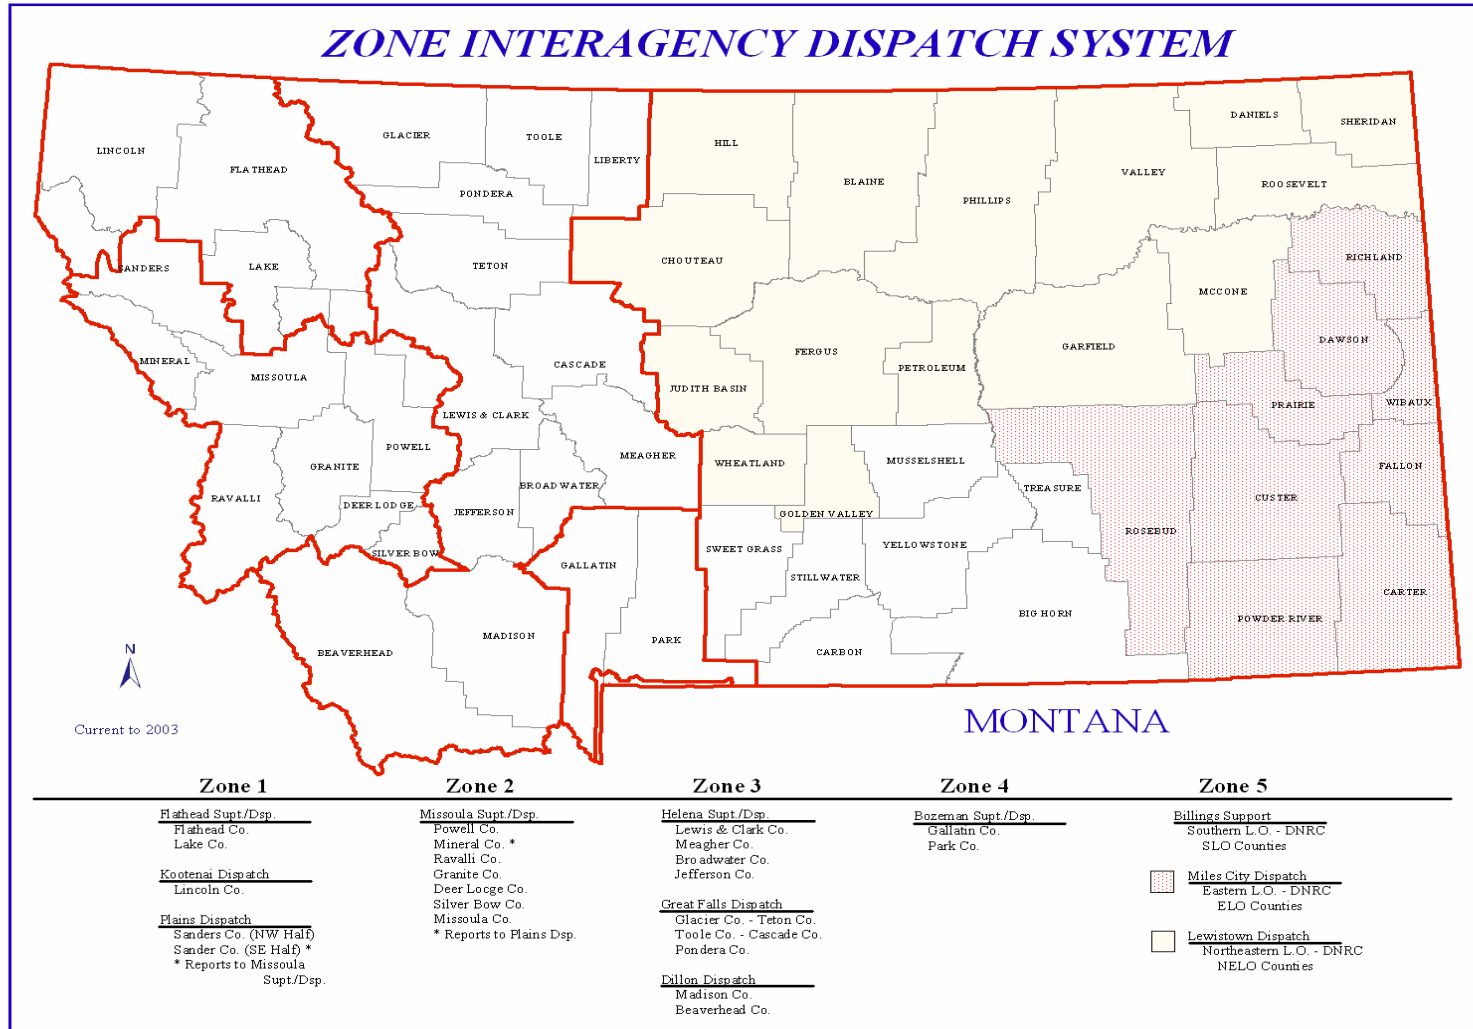 ZONE INTERAGENCY DISPATCH SYSTEM
LINCOLN
FLATHEAD
GLACIER
TOOLE
LIBERTY
PONDERA
HILL
BLAINE
PHILLIPS
VALLEY
DANIELS
SHERIDAN
ROOSEVELT
SANDERS
LAKE
TETON
CHOUTEAU
RICHLAND
MCCONE
MINERAL
MISSOULA
CASCADE
FERGUS
JUDITH BASIN
PETROLEUM
GARFIELD
DAWSON
PRAIRIE
WIBAUX
LEWIS & CLARK
POWELL
GRANITE
RAVALLI
DEER LODGE
SILVER BOW
JEFFERSON
BROADWATER
MEAGHER
WHEATLAND
GOLDEN VALLEY
MUSSELSHELL
TREASURE
ROSEBUD
CUSTER
FALLON
GALLATIN
SWEET GRASS
STILLWATER
YELLOWSTONE
BIG HORN
CARTER
POWDER RIVER
BEAVERHEAD
MADISON
PARK
CARBON
N
Current to 2003
MONTANA
Zone 1
Flathead Supt./Dsp.
Flathead Co.
Lake Co.
Kootenai Dispatch
Lincoln Co.
Plains Dispatch
Sanders Co. (NW Half)
Sander Co. (SE Half) *
* Reports to Missoula
Supt./Dsp.
Zone 2
Missoula Supt./Dsp.
Powell Co.
Mineral Co. *
Ravalli Co.
Granite Co.
Deer Locge Co.
Silver Bow Co.
Missoula Co.
* Reports to Plains Dsp.
Zone 3
Helena Supt./Dsp.
Lewis & Clark Co.
Meagher Co.
Broadwater Co.
Jefferson Co.
Great Falls Dispatch
Glacier Co. - Teton Co.
Toole Co. - Cascade Co.
Pondera Co.
Dillon Dispatch
Madison Co.
Beaverhead Co.
Zone 4
Bozeman Supt./Dsp.
Gallatin Co.
Park Co.
Zone 5
Billings Support
Southern L.O. - DNRC
SLO Counties
Miles City Dispatch
Eastern L.O. - DNRC
ELO Counties
Lewistown Dispatch
Northeastern L.O. - DNRC
NELO Counties